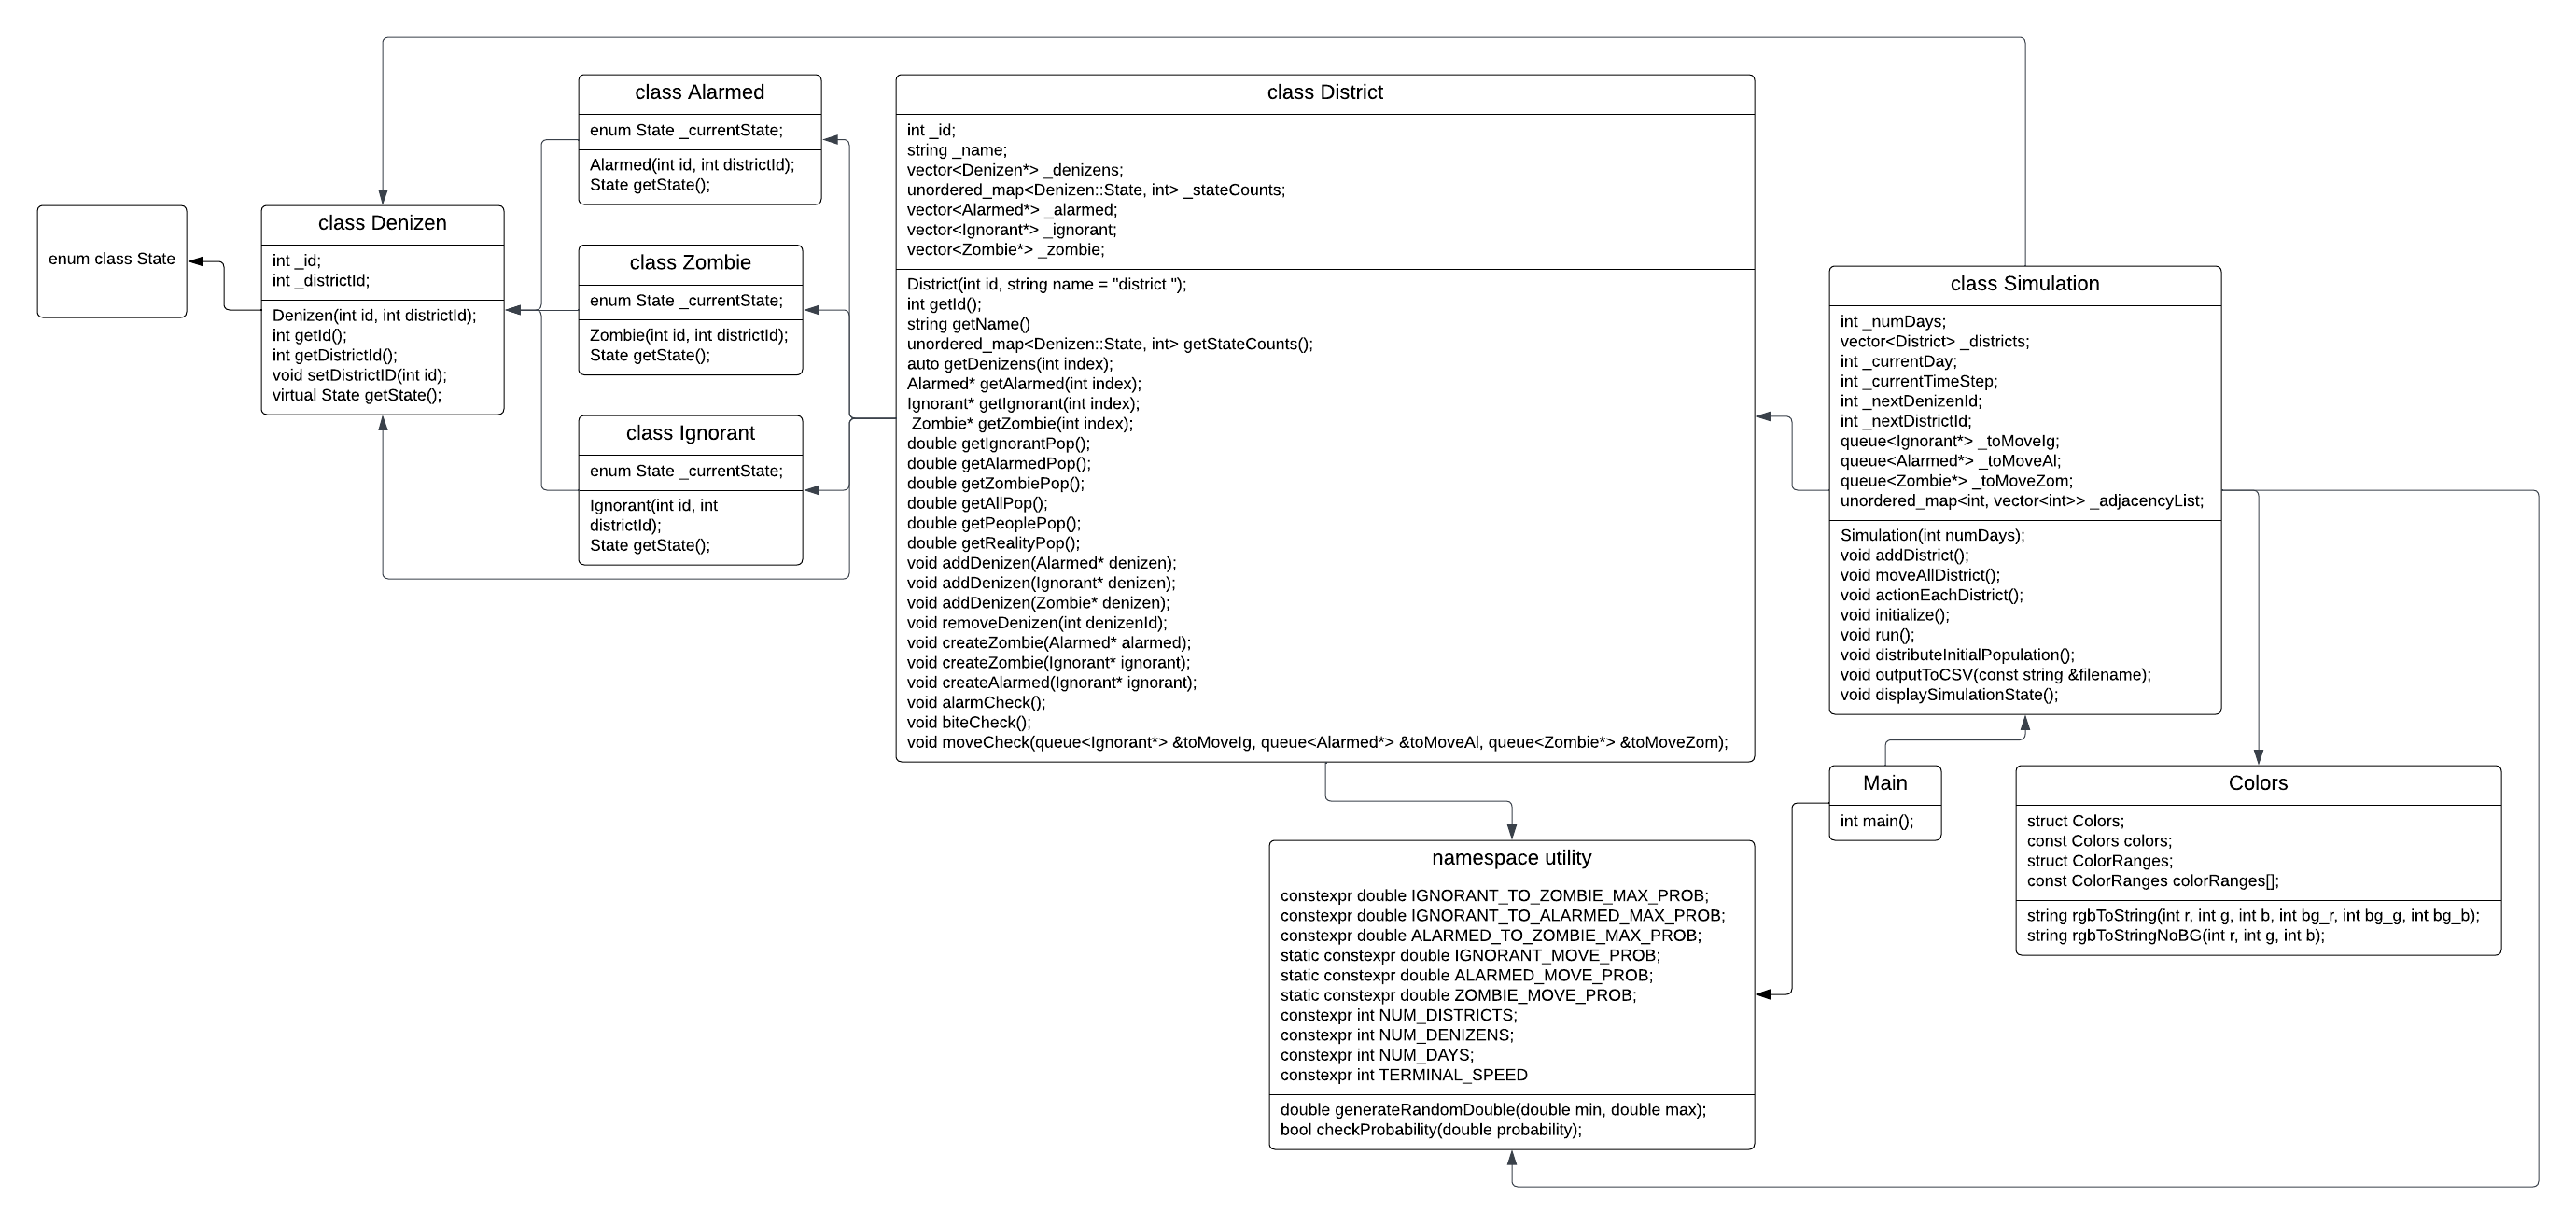 enum class State
class Denizen
int _id;
int _districtId;
Denizen(int id, int districtId);
int getId();
int getDistrictId();
void setDistrictID(int id);
virtual State getState();
class Alarmed
enum State _currentState;
Alarmed(int id, int districtId);
State getState();
class Zombie
enum State _currentState;
Zombie(int id, int districtId);
State getState();
class Ignorant
enum State _currentState;
Ignorant(int id, int
districtId);
State getState();
class District
int _id;
string _name;
vector<Denizen*> _denizens;
unordered_map<Denizen::State, int> _stateCounts;
vector<Alarmed*> _alarmed;
vector<Ignorant*> _ignorant;
vector<Zombie*> _zombie;
District(int id, string name = "district ");
int getId();
string getName()
unordered_map<Denizen::State, int> getStateCounts();
auto getDenizens(int index);
Alarmed* getAlarmed(int index);
Ignorant* getIgnorant(int index);
Zombie* getZombie(int index);
double getIgnorantPop();
double getAlarmedPop();
double getZombiePop();
double getAllPop();
double getPeoplePop();
double getRealityPop();
void addDenizen(Alarmed* denizen);
void addDenizen(Ignorant* denizen);
void addDenizen(Zombie* denizen);
void removeDenizen(int denizenId);
void createZombie(Alarmed* alarmed);
void createZombie(Ignorant* ignorant);
void createAlarmed(Ignorant* ignorant);
void alarmCheck();
void biteCheck();
void moveCheck(queue<Ignorant*> &toMoveIg, queue<Alarmed*> &toMoveAl, queue<Zombie*> &toMoveZom);
class Simulation
int _numDays;
vector<District> _districts;
int _currentDay;
int _currentTimeStep;
int _nextDenizenId;
int _nextDistrictId;
queue<Ignorant*> _toMoveIg;
queue<Alarmed*> _toMoveAl;
queue<Zombie*> _toMoveZom;
unordered_map<int, vector<int>> _adjacencyList;
Simulation(int numDays);
void addDistrict();
void moveAllDistrict();
void actionEachDistrict();
void initialize();
void run();
void distributeInitialPopulation();
void outputToCSV(const string &filename);
void displaySimulationState();
Main
int main();
Colors
struct Colors;
const Colors colors;
struct ColorRanges;
const ColorRanges colorRanges[];
string rgbToString(int r, int g, int b, int bg_r, int bg_g, int bg_b);
string rgbToStringNoBG(int r, int g, int b);
namespace utility
constexpr double IGNORANT_TO_ZOMBIE_MAX_PROB;
constexpr double IGNORANT_TO_ALARMED_MAX_PROB;
constexpr double ALARMED_TO_ZOMBIE_MAX_PROB;
static constexpr double IGNORANT_MOVE_PROB;
static constexpr double ALARMED_MOVE_PROB;
static constexpr double ZOMBIE_MOVE_PROB;
constexpr int NUM_DISTRICTS;
constexpr int NUM_DENIZENS;
constexpr int NUM_DAYS;
constexpr int TERMINAL_SPEED
double generateRandomDouble(double min, double max);
bool checkProbability(double probability);